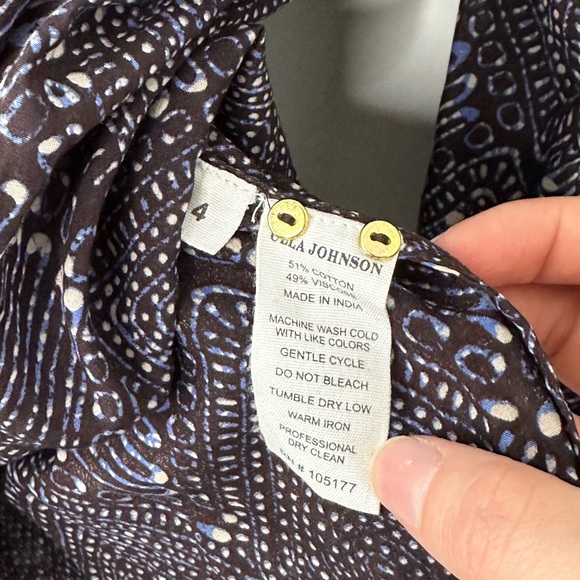 4
ULLA JOHNSON
51% COTTON
49% VISCOSE
MADE IN INDIA
MACHINE WASH COLD
WITH LIKE COLORS
GENTLE CYCLE
DO NOT BLEACH
TUMBLE DRY LOW
WARM IRON
PROFESSIONAL
DRY CLEAN
# 105177